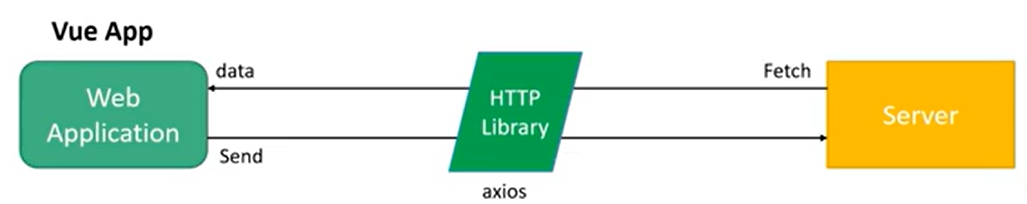 Vue App
data
Fetch
Web
Application
HTTP
Library
Server
Send
axios